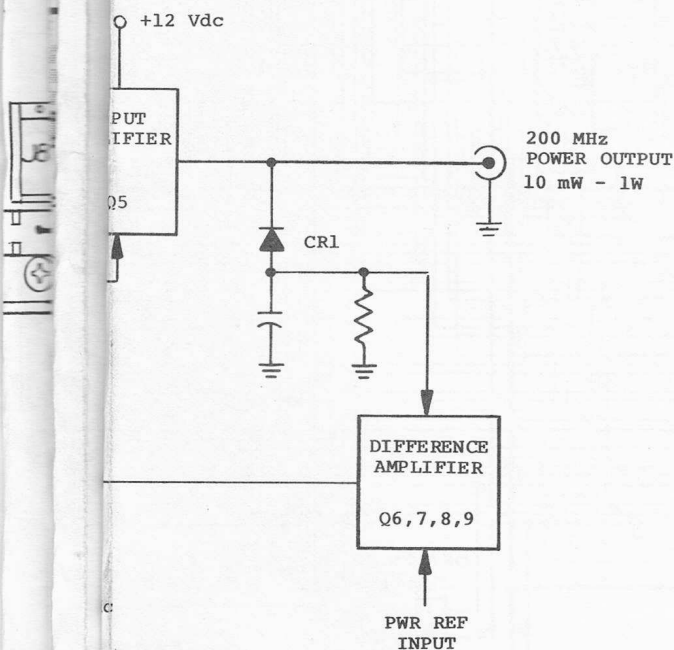 +12 Vdc
PUT
IFIER
Q5
200 MHz
POWER OUTPUT
10 mW - 1W
CR1
DIFFERENCE
AMPLIFIER
Q6,7,8,9
c
PWR REF
INPUT